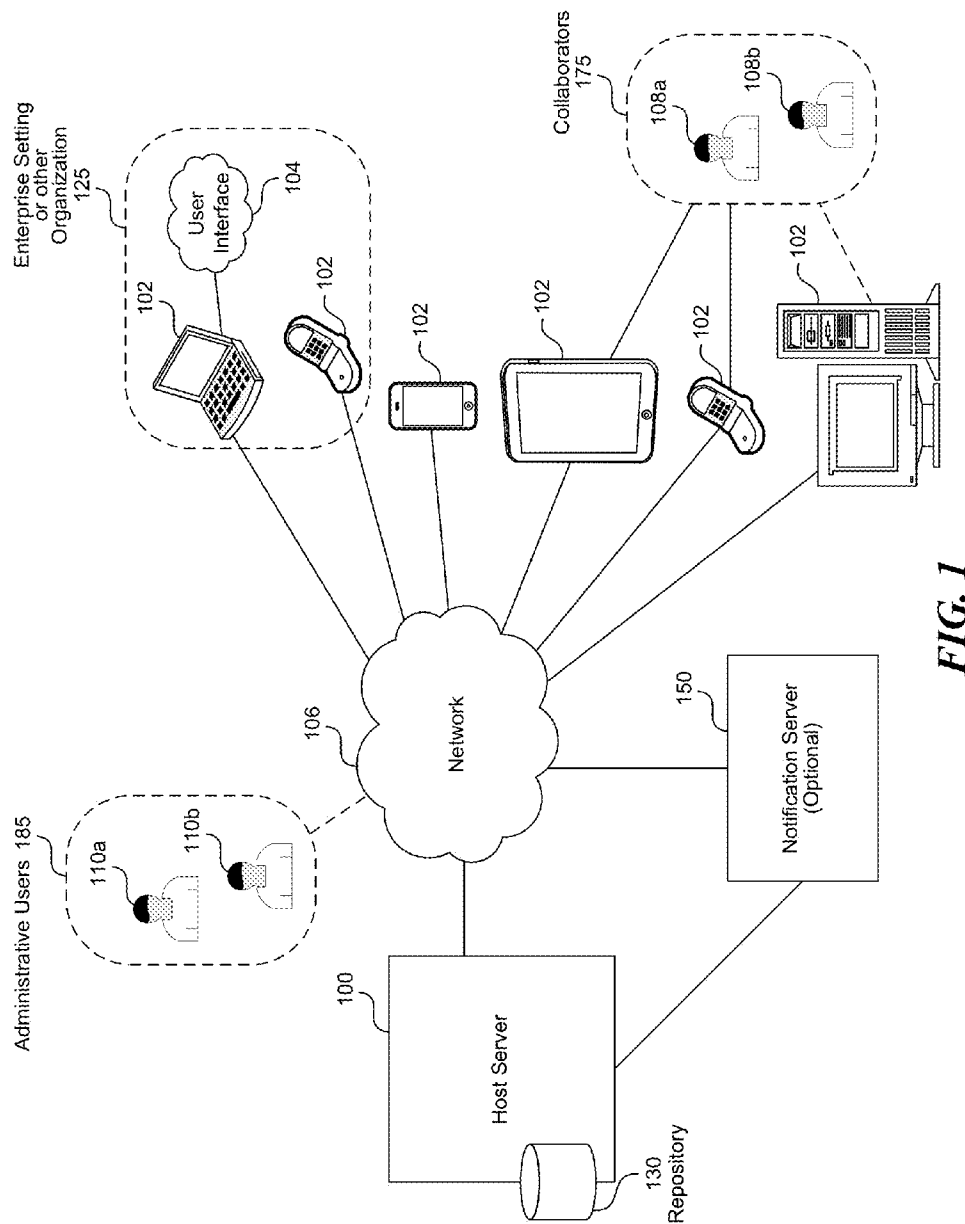 Administrative Users 185
110a
110b
106
Network
100
Host Server
130
Repository
150
Notification Server
(Optional)
Enterprise Setting
or other
Organization
125
102
User
Interface
104
102
102
102
102
102
Collaborators
175
108a
108b
FIG. 1